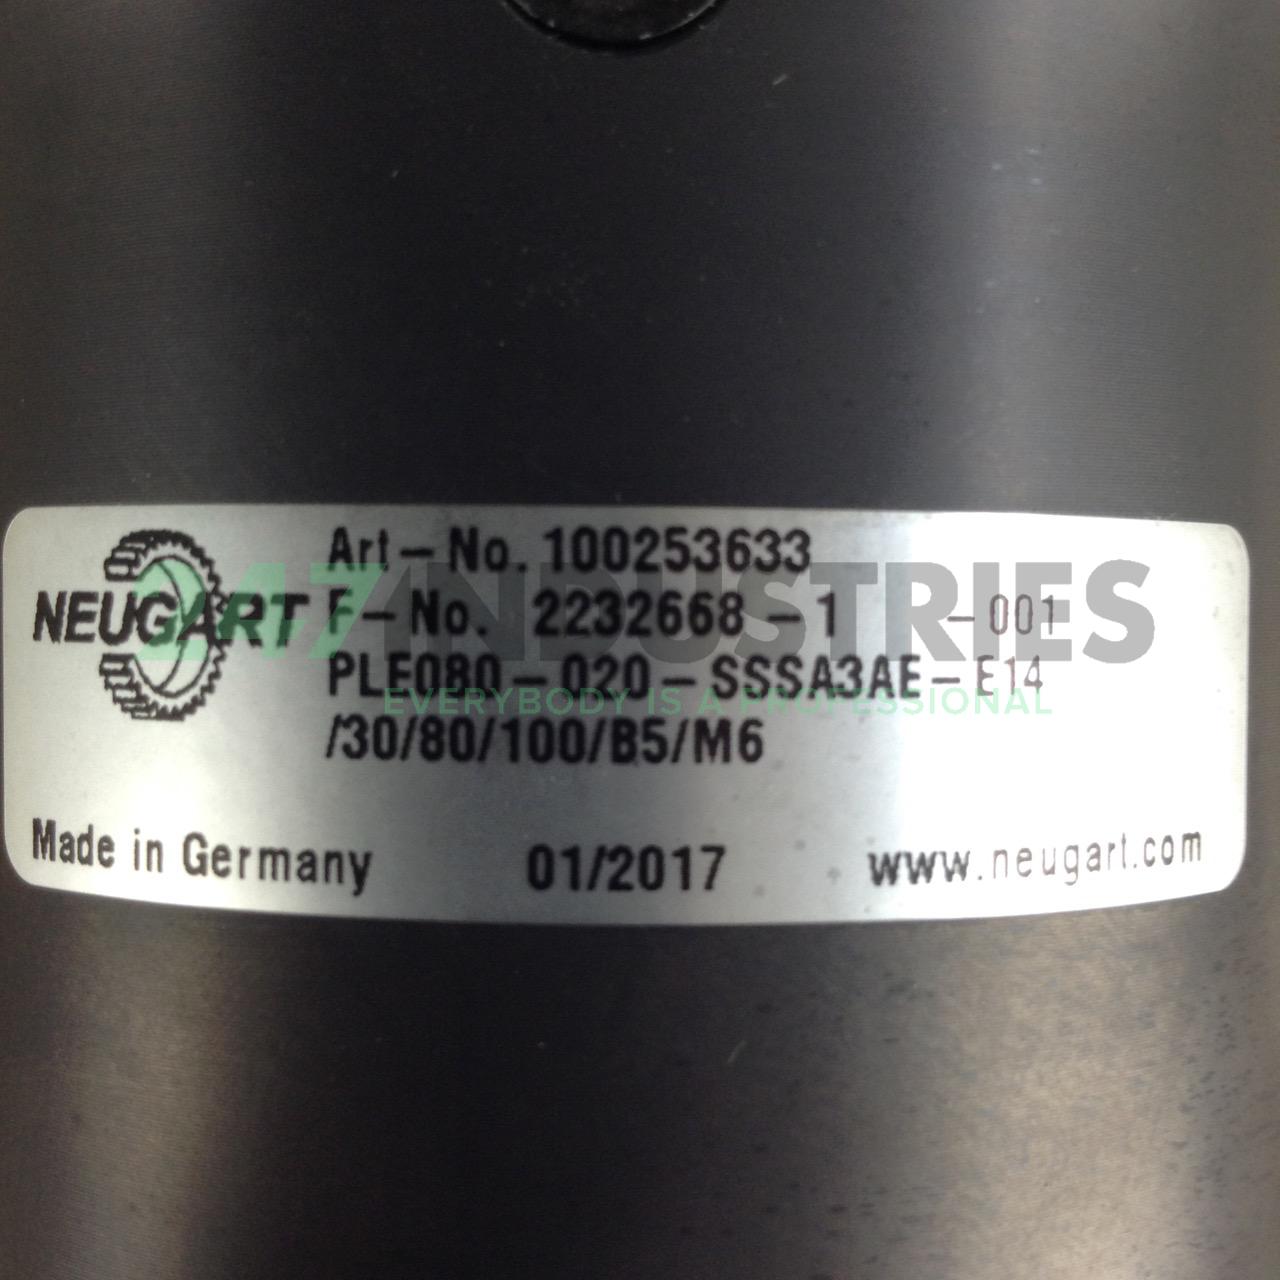 NEUGART
Art-No. 100253633
F-No. 2232668-1 -001
PLE080-020-SSSA3AE-E14
/30/80/100/B5/M6
Made in Germany 01/2017 www.neugart.com
247INDUSTRIES
EVERYBODY IS A PROFESSIONAL